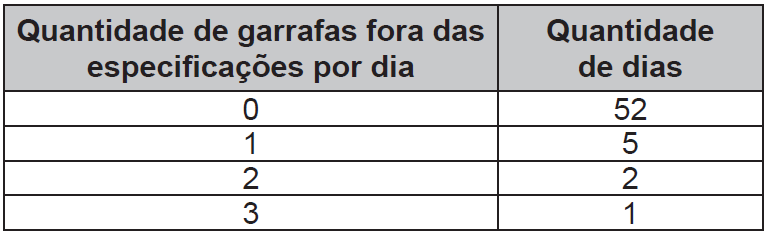 Quantidade de garrafas fora das
especificações por dia
Quantidade
de dias
0 52
1 5
2 2
3 1